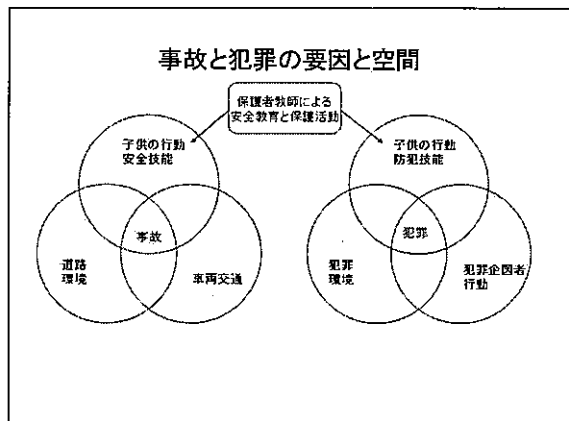 事故と犯罪の要因と空間
保護者教師による
安全教育と保護活動
子供の行動
安全技能
事故
道路
環境
車両交通
子供の行動
防犯技能
犯罪
犯罪
環境
犯罪企図者
行動